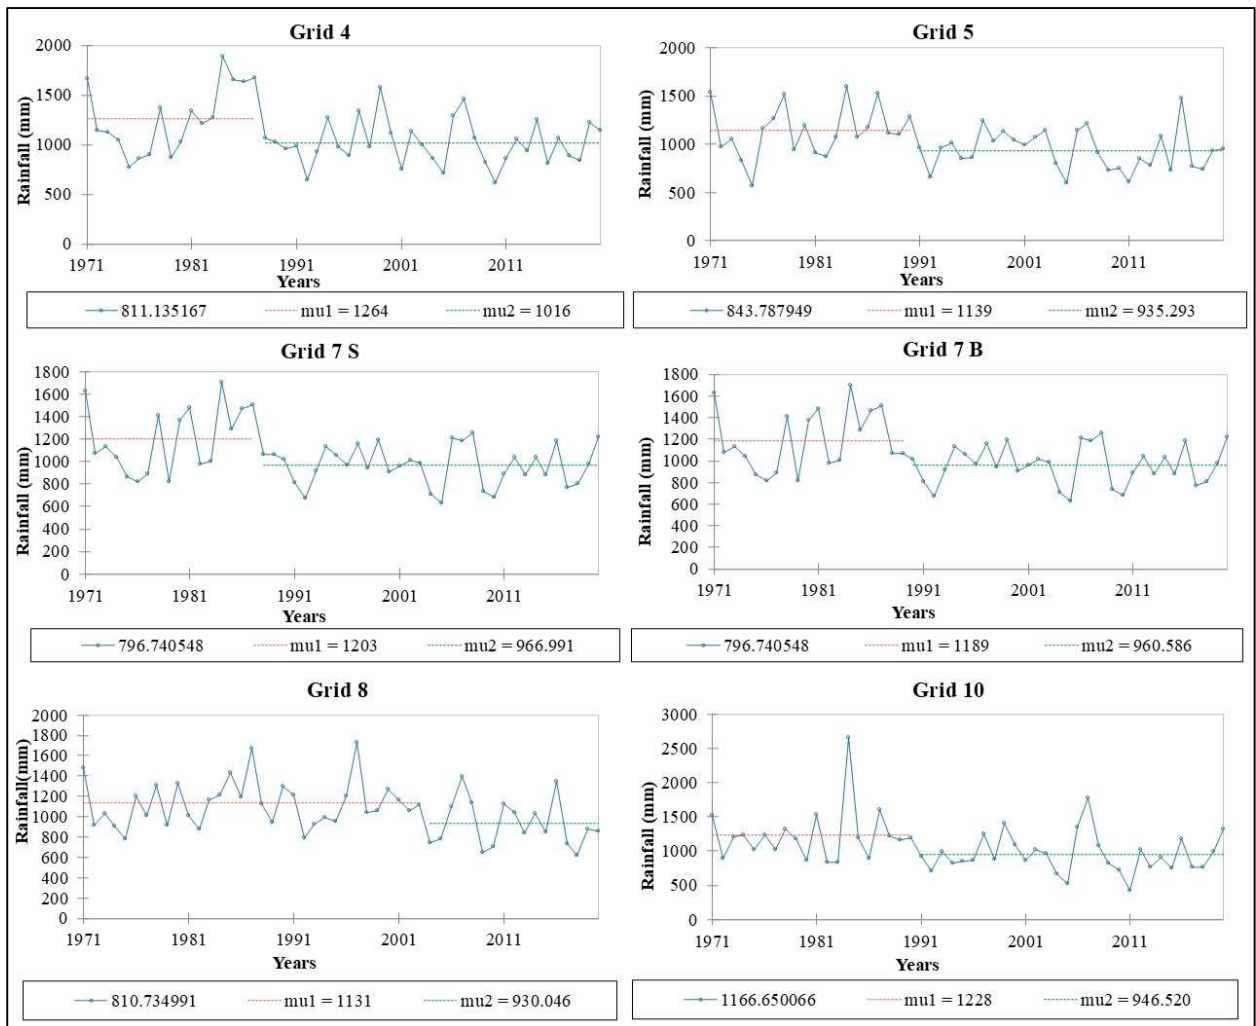 Grid 4
Rainfall (mm)
2000
1500
1000
500
0
1971 1981 1991 2001 2011
Years
811.135167 mu1 = 1264 mu2 = 1016
Grid 5
Rainfall (mm)
2000
1500
1000
500
0
1971 1981 1991 2001 2011
Years
843.787949 mu1 = 1139 mu2 = 935.293
Grid 7 S
Rainfall (mm)
1800
1600
1400
1200
1000
800
600
400
200
0
1971 1981 1991 2001 2011
Years
796.740548 mu1 = 1203 mu2 = 966.991
Grid 7 B
Rainfall (mm)
1800
1600
1400
1200
1000
800
600
400
200
0
1971 1981 1991 2001 2011
Years
796.740548 mu1 = 1189 mu2 = 960.586
Grid 8
Rainfall(mm)
2000
1800
1600
1400
1200
1000
800
600
400
200
0
1971 1981 1991 2001 2011
Years
810.734991 mu1 = 1131 mu2 = 930.046
Grid 10
Rainfall (mm)
3000
2500
2000
1500
1000
500
0
1971 1981 1991 2001 2011
Years
1166.650066 mu1 = 1228 mu2 = 946.520